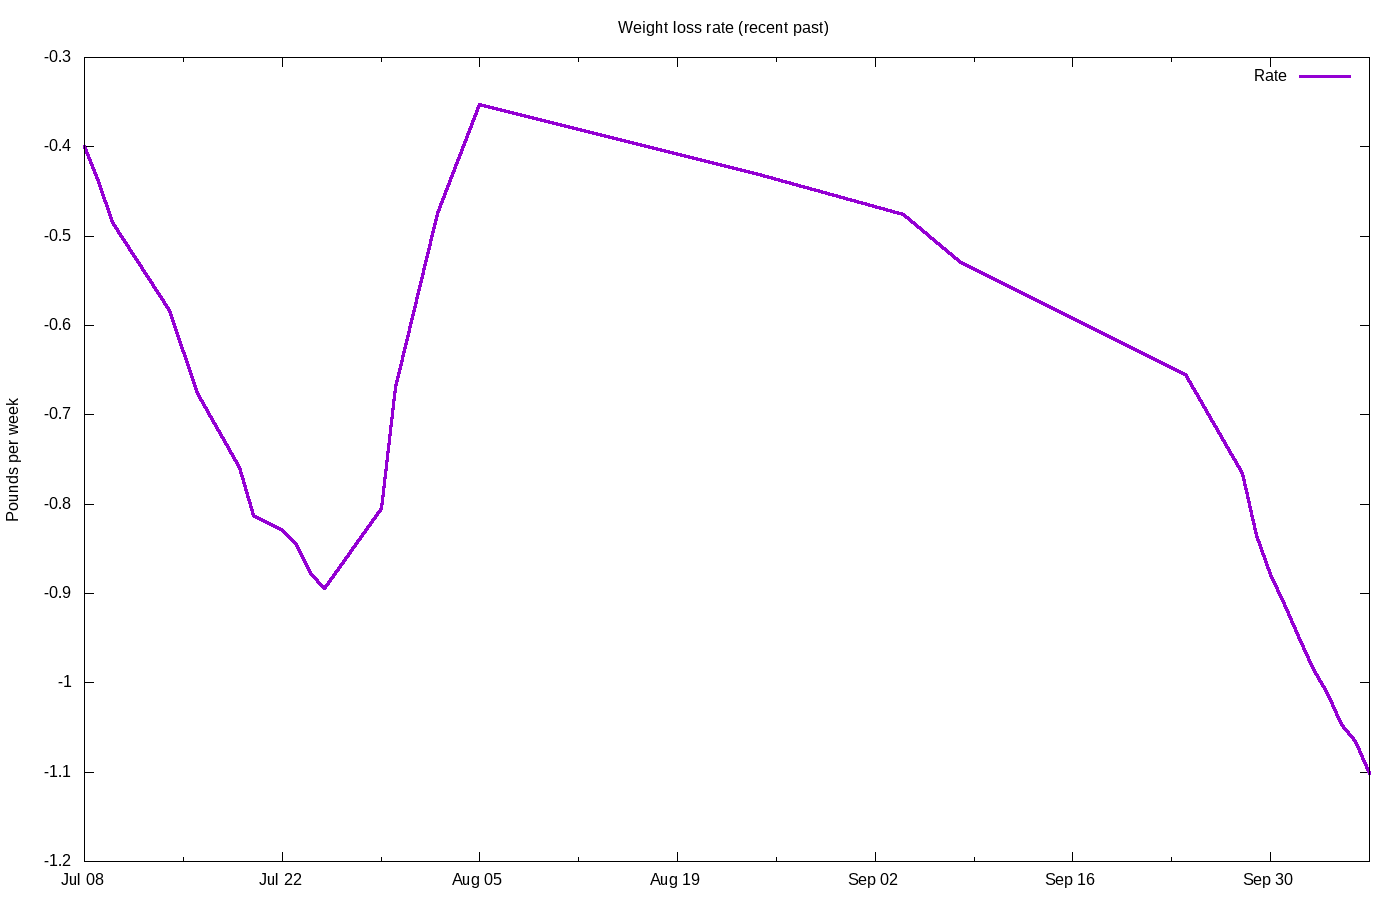 Weight loss rate (recent past)
Rate
Pounds per week
-0.3
-0.4
-0.5
-0.6
-0.7
-0.8
-0.9
-1
-1.1
-1.2
Jul 08 Jul 22 Aug 05 Aug 19 Sep 02 Sep 16 Sep 30